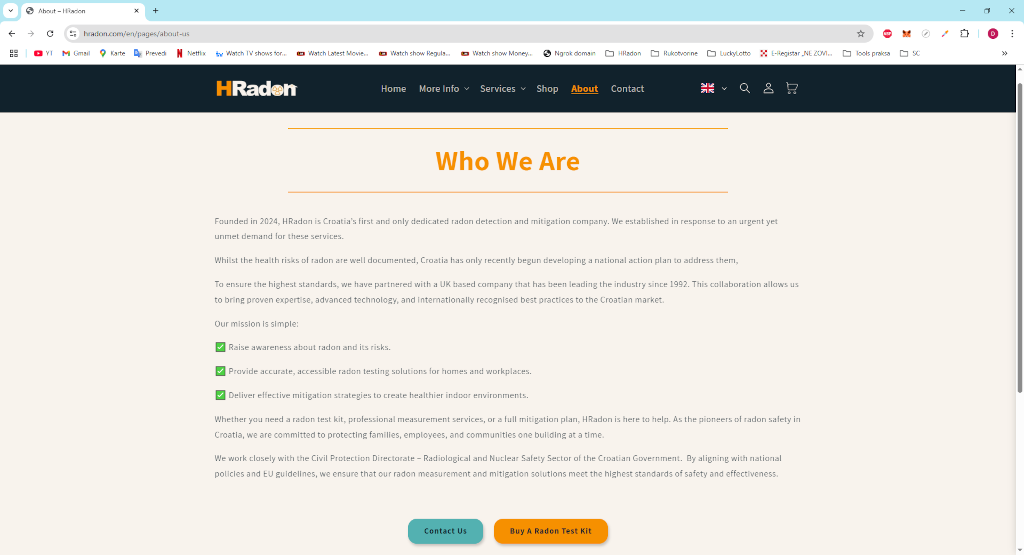 About – HRadon
hradon.com/en/pages/about-us
YT
Gmail
Karte
Prevedi
Netflix
Watch TV shows for...
Watch Latest Movie...
Watch show Regula...
Watch show Money...
Ngrok domain
HRadon
Rukotvorine
LuckyLotto
E-Registar _NE ZOVI...
Tools praksa
SC
HRadon
Home
More Info
Services
Shop
About
Contact
Who We Are
Founded in 2024, HRadon is Croatia's first and only dedicated radon detection and mitigation company. We established in response to an urgent yet
unmet demand for these services.
Whilst the health risks of radon are well documented, Croatia has only recently begun developing a national action plan to address them,
To ensure the highest standards, we have partnered with a UK based company that has been leading the industry since 1992. This collaboration allows us
to bring proven expertise, advanced technology, and internationally recognised best practices to the Croatian market.
Our mission is simple:
✅ Raise awareness about radon and its risks.
✅ Provide accurate, accessible radon testing solutions for homes and workplaces.
✅ Deliver effective mitigation strategies to create healthier indoor environments.
Whether you need a radon test kit, professional measurement services, or a full mitigation plan, HRadon is here to help. As the pioneers of radon safety in
Croatia, we are committed to protecting families, employees, and communities one building at a time.
We work closely with the Civil Protection Directorate – Radiological and Nuclear Safety Sector of the Croatian Government.  By aligning with national
policies and EU guidelines, we ensure that our radon measurement and mitigation solutions meet the highest standards of safety and effectiveness.
Contact Us
Buy A Radon Test Kit